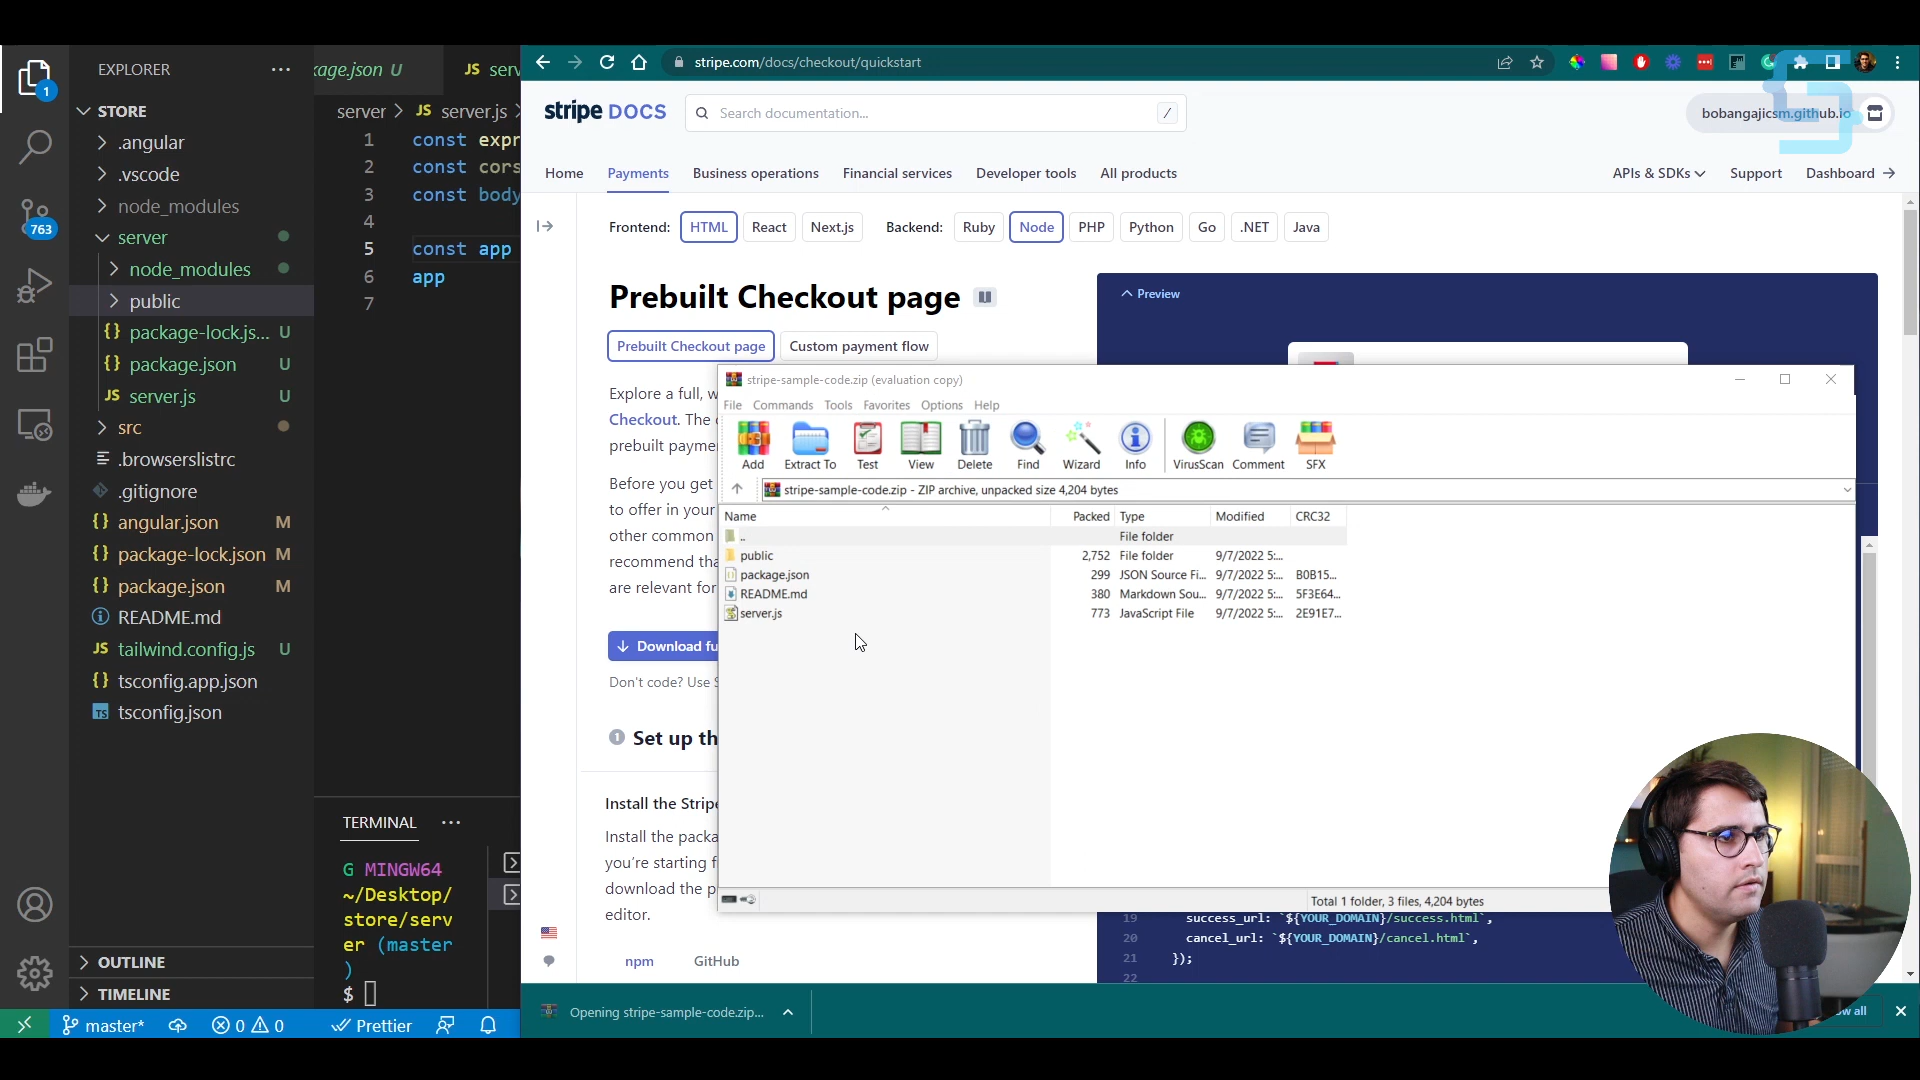 EXPLORER
1
STORE
.angular
.vscode
node_modules
763
server
node_modules
public
package-lock.js... U
package.json U
JS server.js U
src
.browserslistrc
.gitignore
angular.json M
package-lock.json M
package.json M
README.md
JS tailwind.config.js U
tsconfig.app.json
TS tsconfig.json
OUTLINE
TIMELINE
master*
0 0
Prettier
kage.json U
JS serv
server > JS server.js >
1 const expr
2 const cors
3 const body
4
5 const app
6 app
7
TERMINAL
G MINGW64
~/Desktop/
store/serv
er (master
)
$
stripe.com/docs/checkout/quickstart
stripe DOCS
Search documentation...
/
bobangajicsm.github.io
Home
Payments
Business operations
Financial services
Developer tools
All products
APIs & SDKs
Support
Dashboard
Frontend: HTML React Next.js Backend: Ruby Node PHP Python Go .NET Java
Prebuilt Checkout page
Preview
Prebuilt Checkout page
Custom payment flow
Explore a full, w
Checkout. The c
prebuilt payme
Before you get
to offer in your
other common
recommend tha
are relevant for
Download fu
Don't code? Use S
1 Set up th
Install the Stripe
Install the packa
you're starting f
download the p
editor.
npm
GitHub
stripe-sample-code.zip (evaluation copy)
File Commands Tools Favorites Options Help
Add
Extract To
Test
View
Delete
Find
Wizard
Info
VirusScan
Comment
SFX
stripe-sample-code.zip - ZIP archive, unpacked size 4,204 bytes
Name Packed Type Modified CRC32
.. File folder
public 2,752 File folder 9/7/2022 5:...
package.json 299 JSON Source Fi... 9/7/2022 5:... B0B15...
README.md 380 Markdown Sou... 9/7/2022 5:... 5F3E64...
server.js 773 JavaScript File 9/7/2022 5:... 2E91E7...
Total 1 folder, 3 files, 4,204 bytes
19 success_url: `${YOUR_DOMAIN}/success.html`,
20 cancel_url: `${YOUR_DOMAIN}/cancel.html`,
21 });
22
Opening stripe-sample-code.zip...
w all